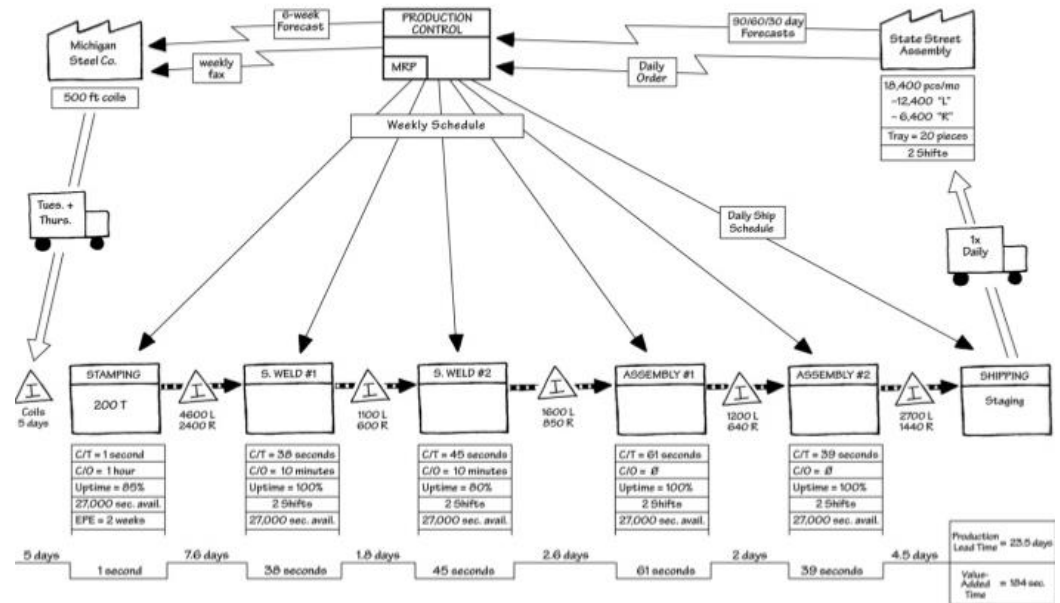 6-week
Forecast
PRODUCTION
CONTROL
MRP
90/60/30 day
Forecasts
Michigan
Steel Co.
weekly
fax
Daily
Order
State Street
Assembly
500 ft coils
18,400 pcs/mo
-12,400 "L"
- 6,400 "R"
Tray = 20 pieces
2 Shifts
Weekly Schedule
Tues. +
Thurs.
Daily Ship
Schedule
1x
Daily
I
Coils
5 days
STAMPING
200 T
I
4600 L
2400 R
S. WELD #1
I
1100 L
600 R
S. WELD #2
I
1600 L
850 R
ASSEMBLY #1
I
1200 L
640 R
ASSEMBLY #2
I
2700 L
1440 R
SHIPPING
Staging
C/T = 1 second
C/O = 1 hour
Uptime = 85%
27,000 sec. avail.
EPE = 2 weeks
C/T = 38 seconds
C/O = 10 minutes
Uptime = 100%
2 Shifts
27,000 sec. avail.
C/T = 45 seconds
C/O = 10 minutes
Uptime = 80%
2 Shifts
27,000 sec. avail.
C/T = 61 seconds
C/O = Ø
Uptime = 100%
2 Shifts
27,000 sec. avail.
C/T = 39 seconds
C/O = Ø
Uptime = 100%
2 Shifts
27,000 sec. avail.
5 days
1 second
7.6 days
38 seconds
1.8 days
45 seconds
2.6 days
61 seconds
2 days
39 seconds
4.5 days
Production
Lead Time = 23.5 days
Value-
Added = 184 sec.
Time